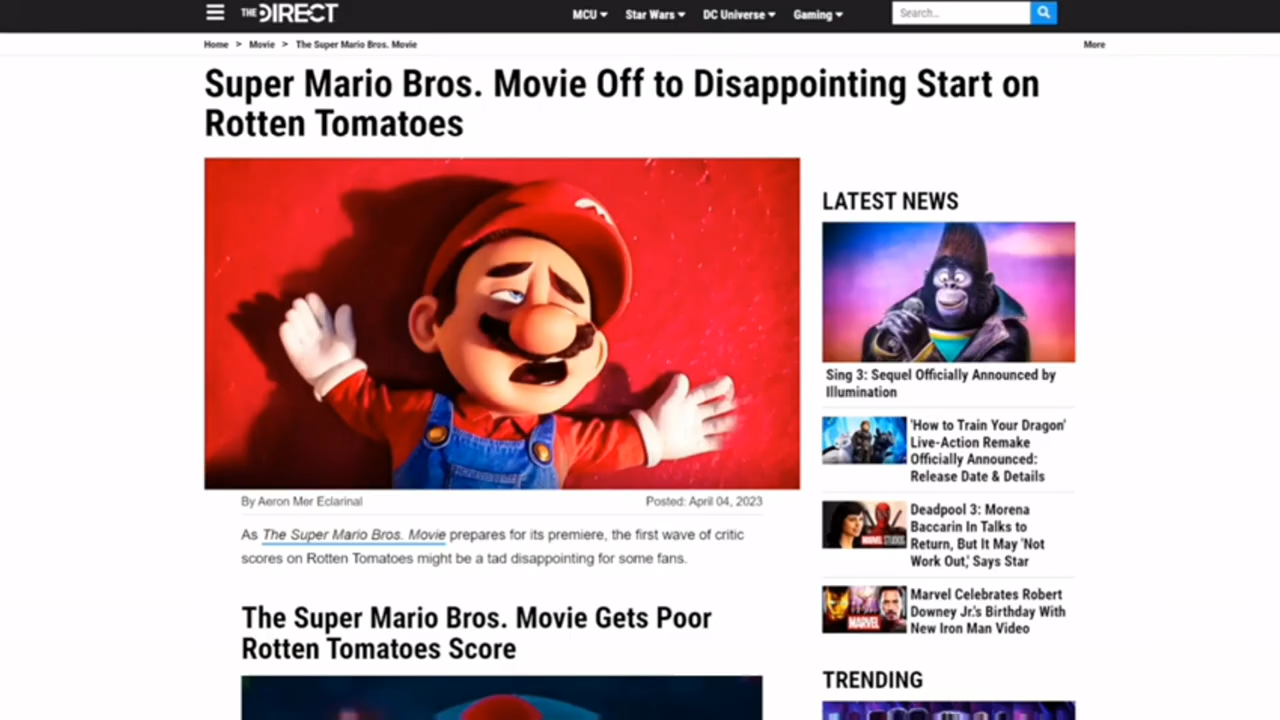 THE DIRECT
MCU Star Wars DC Universe Gaming
Search...
Home > Movie > The Super Mario Bros. Movie
More
Super Mario Bros. Movie Off to Disappointing Start on
Rotten Tomatoes
By Aeron Mer Eclarinal
Posted: April 04, 2023
As The Super Mario Bros. Movie prepares for its premiere, the first wave of critic
scores on Rotten Tomatoes might be a tad disappointing for some fans.
The Super Mario Bros. Movie Gets Poor
Rotten Tomatoes Score
LATEST NEWS
Sing 3: Sequel Officially Announced by
Illumination
'How to Train Your Dragon'
Live-Action Remake
Officially Announced:
Release Date & Details
MARVEL STUDIOS
Deadpool 3: Morena
Baccarin In Talks to
Return, But It May 'Not
Work Out,' Says Star
MARVEL
Marvel Celebrates Robert
Downey Jr.'s Birthday With
New Iron Man Video
TRENDING